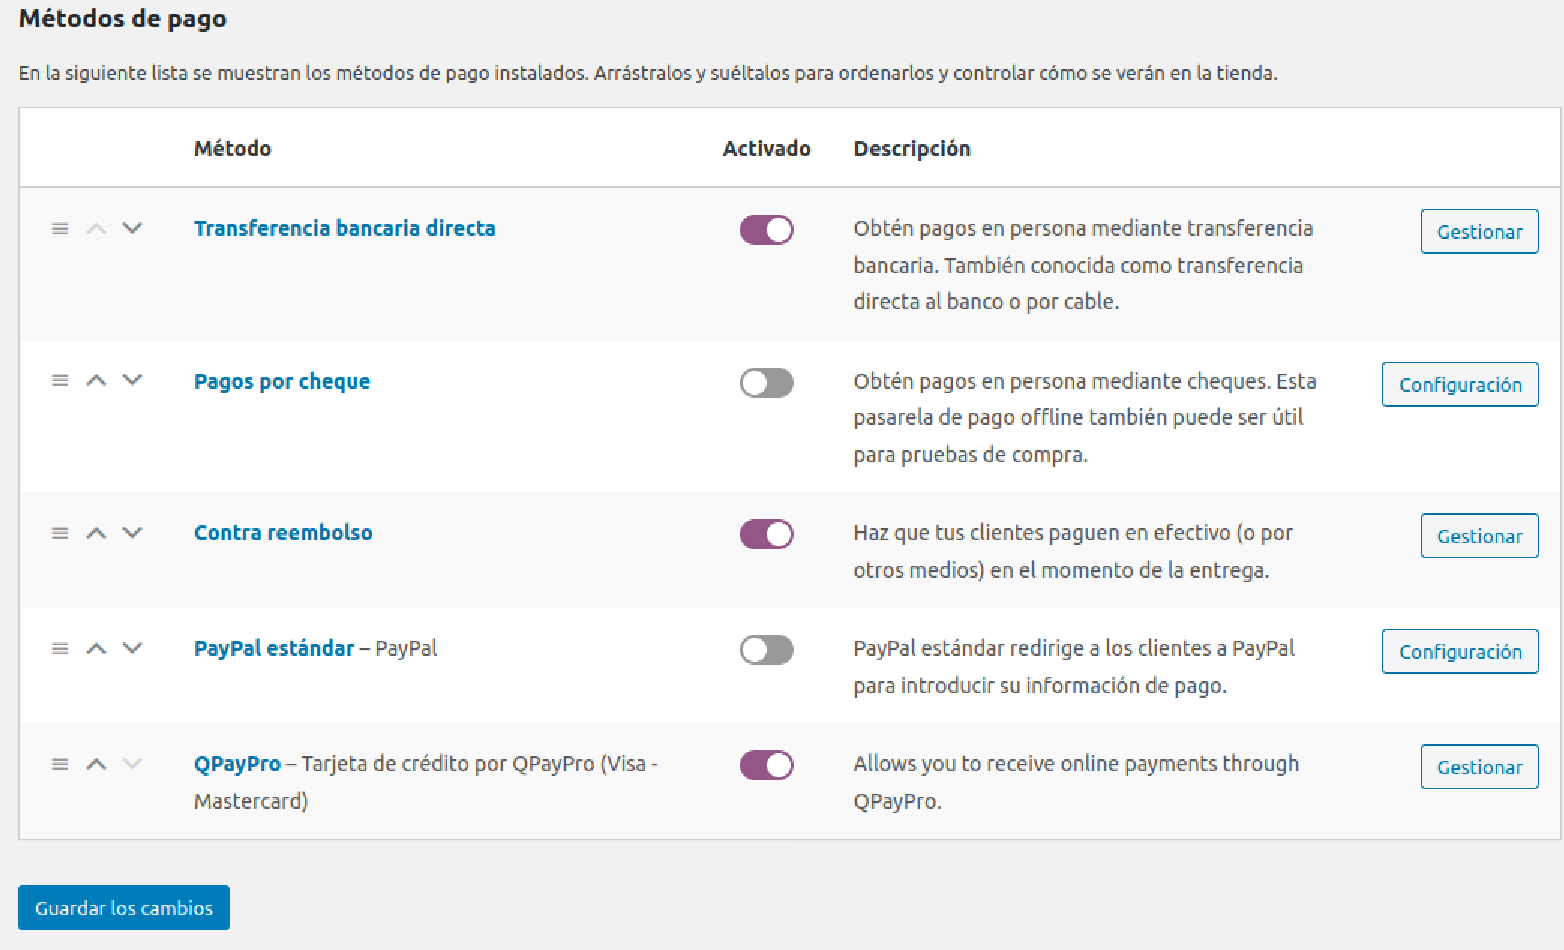 Métodos de pago
En la siguiente lista se muestran los métodos de pago instalados. Arrástralos y suéltalos para ordenarlos y controlar cómo se verán en la tienda.
Método Activado Descripción
Transferencia bancaria directa
Obtén pagos en persona mediante transferencia
bancaria. También conocida como transferencia
directa al banco o por cable.
Gestionar
Pagos por cheque
Obtén pagos en persona mediante cheques. Esta
pasarela de pago offline también puede ser útil
para pruebas de compra.
Configuración
Contra reembolso
Haz que tus clientes paguen en efectivo (o por
otros medios) en el momento de la entrega.
Gestionar
PayPal estándar – PayPal
PayPal estándar redirige a los clientes a PayPal
para introducir su información de pago.
Configuración
QPayPro – Tarjeta de crédito por QPayPro (Visa -
Mastercard)
Allows you to receive online payments through
QPayPro.
Gestionar
Guardar los cambios